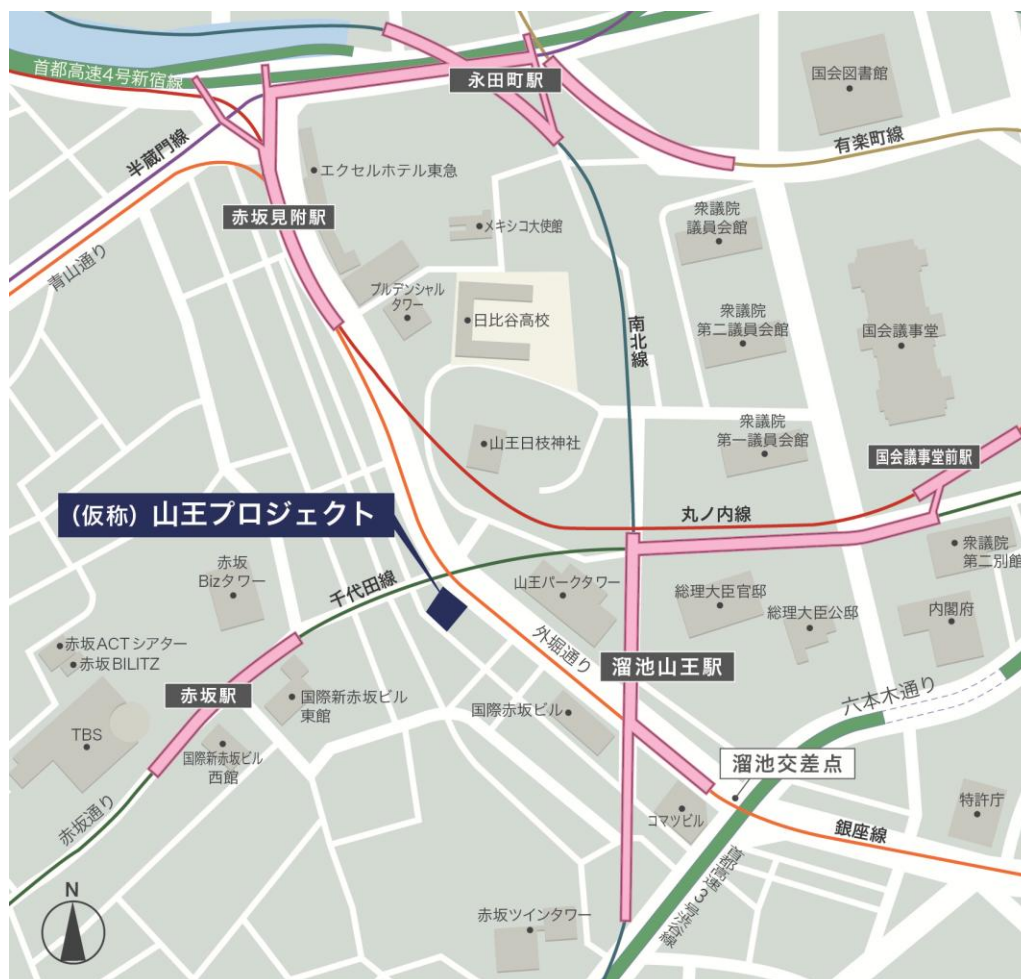 首都高速4号新宿線
永田町駅
国会図書館
半蔵門線
有楽町線
エクセルホテル東急
赤坂見附駅
メキシコ大使館
衆議院
議員会館
青山通り
プルデンシャル
タワー
日比谷高校
南北線
衆議院
第二議員会館
国会議事堂
山王日枝神社
衆議院
第一議員会館
国会議事堂前駅
(仮称) 山王プロジェクト
丸ノ内線
衆議院
第二別館
赤坂
Bizタワー
千代田線
山王パークタワー
総理大臣官邸
総理大臣公邸
内閣府
赤坂ACTシアター
赤坂BILITZ
外堀通り
溜池山王駅
赤坂駅
国際新赤坂ビル
東館
国際赤坂ビル
六本木通り
TBS
国際新赤坂ビル
西館
溜池交差点
赤坂通り
コマツビル
特許庁
銀座線
首都高速3号渋谷線
N
赤坂ツインタワー